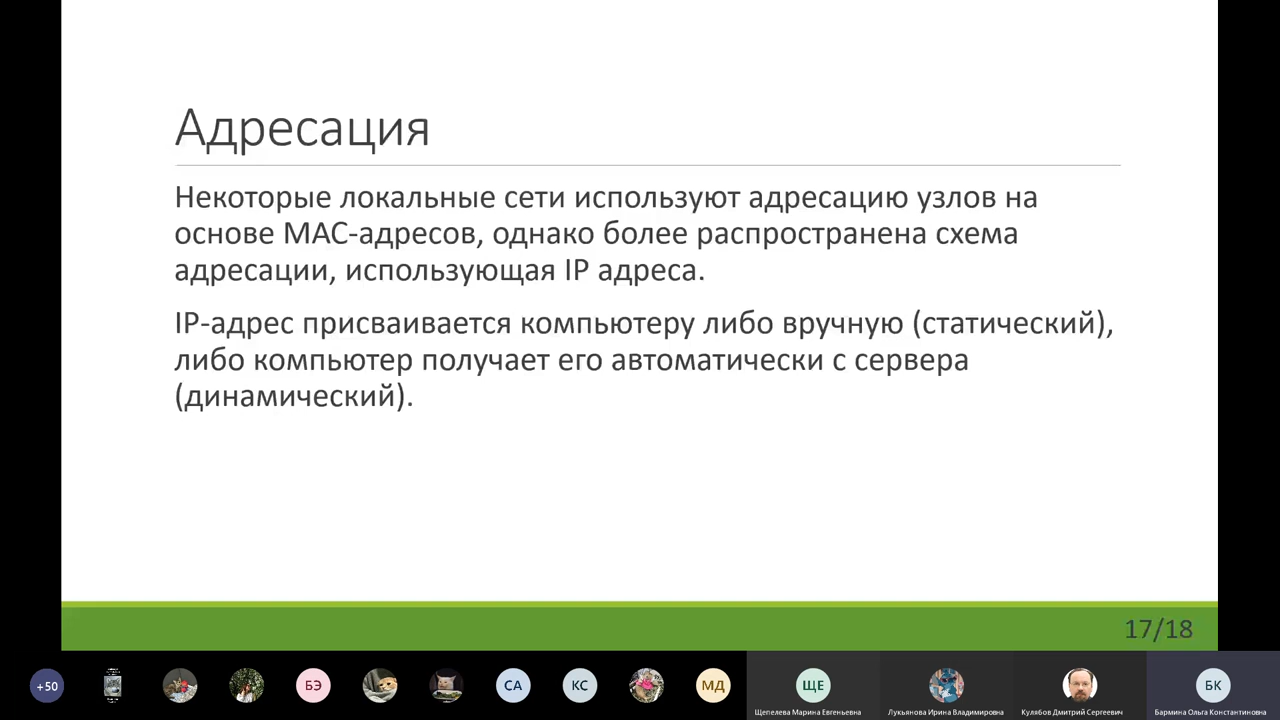 Адресация
Некоторые локальные сети используют адресацию узлов на
основе MAC-адресов, однако более распространена схема
адресации, использующая IP адреса.
IP-адрес присваивается компьютеру либо вручную (статический),
либо компьютер получает его автоматически с сервера
(динамический).
17/18
+50
БЭ
СА
КС
МД
ЩЕ
БК
Щепелева Марина Евгеньевна
Лукьянова Ирина Владимировна
Кулябов Дмитрий Сергеевич
Бармина Ольга Константиновна